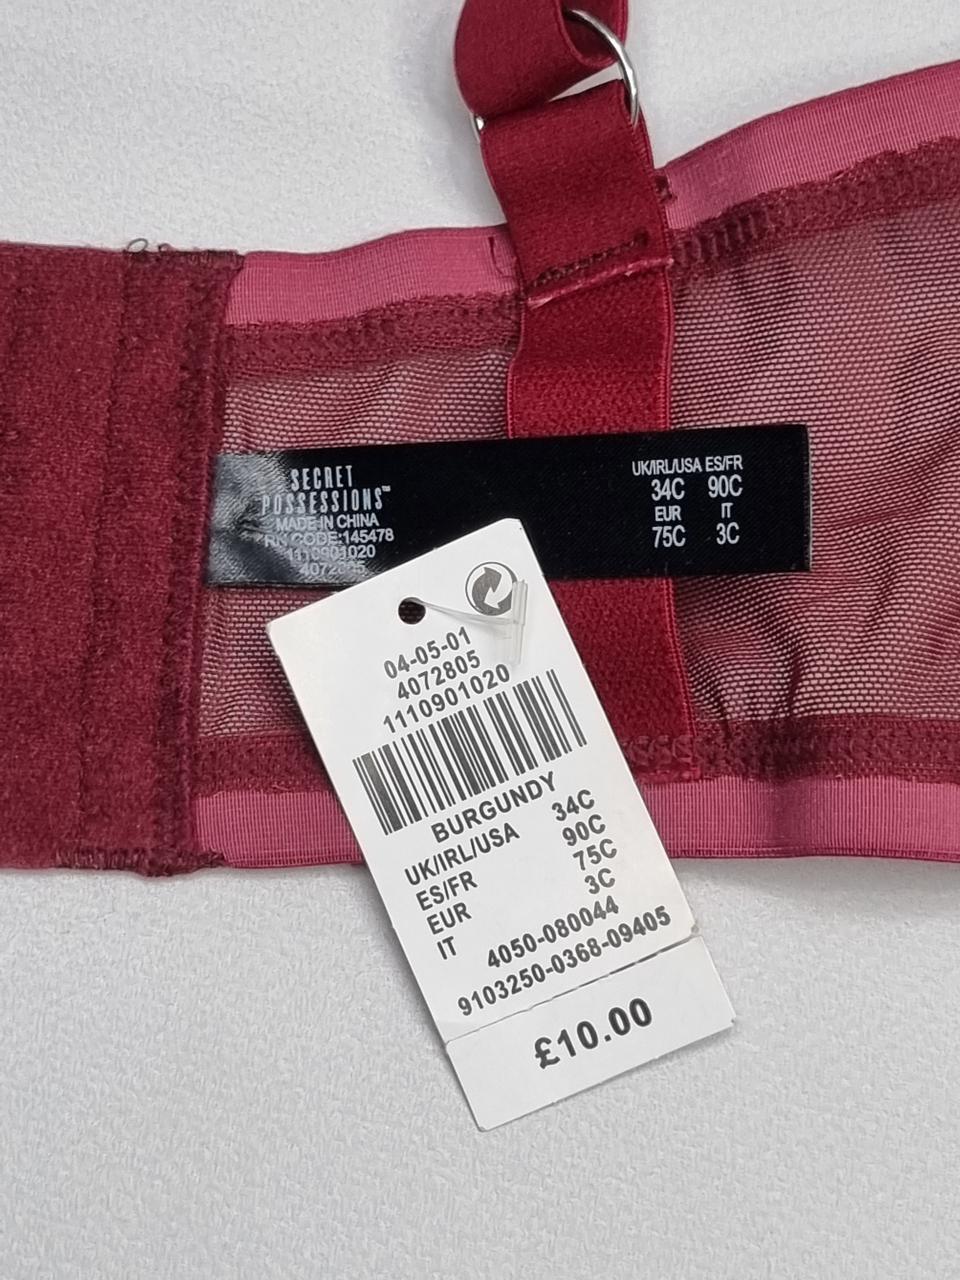 SECRET
POSSESSIONS™
MADE IN CHINA
RN CODE:145478
1110901020
4072805
UK/IRL/USA ES/FR
34C 90C
EUR IT
75C 3C
04-05-01
4072805
1110901020
BURGUNDY
UK/IRL/USA 34C
ES/FR 90C
EUR 75C
IT 3C
4050-080044
9103250-0368-09405
£10.00